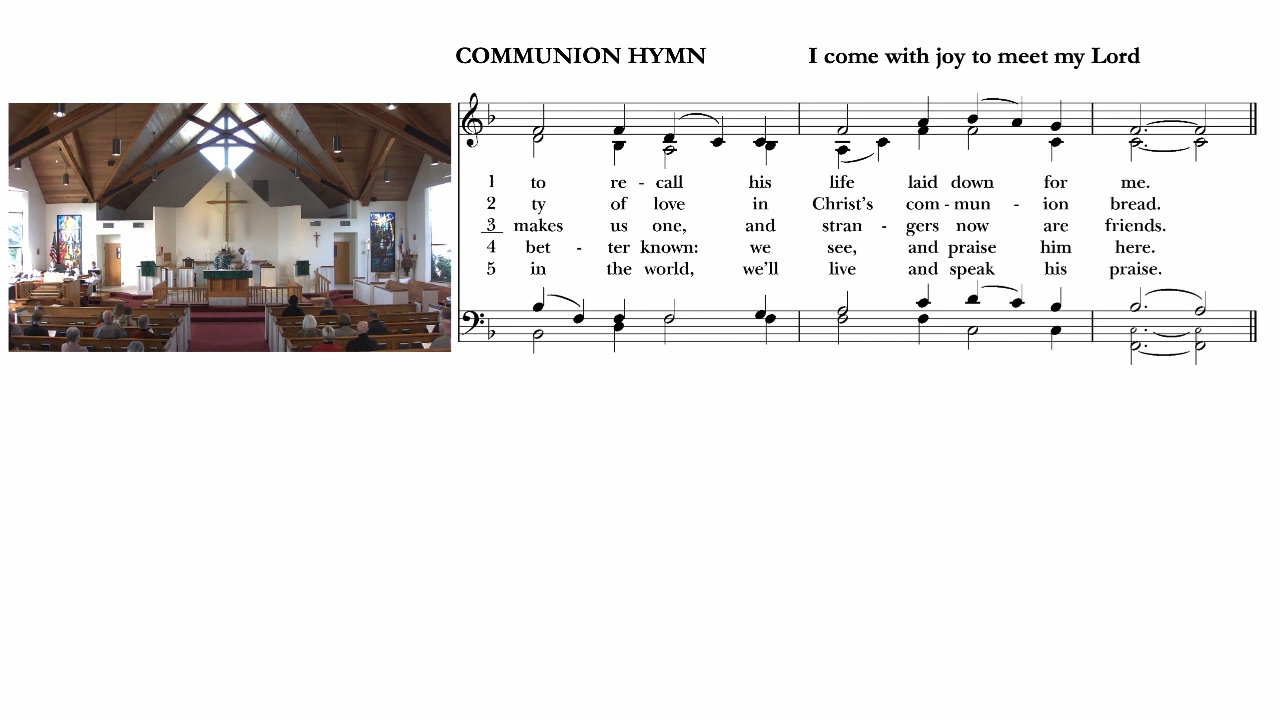 COMMUNION HYMN I come with joy to meet my Lord
1 to re - call his life laid down for me.
2 ty of love in Christ's com - mun - ion bread.
3 makes us one, and stran - gers now are friends.
4 bet - ter known: we see, and praise him here.
5 in the world, we'll live and speak his praise.